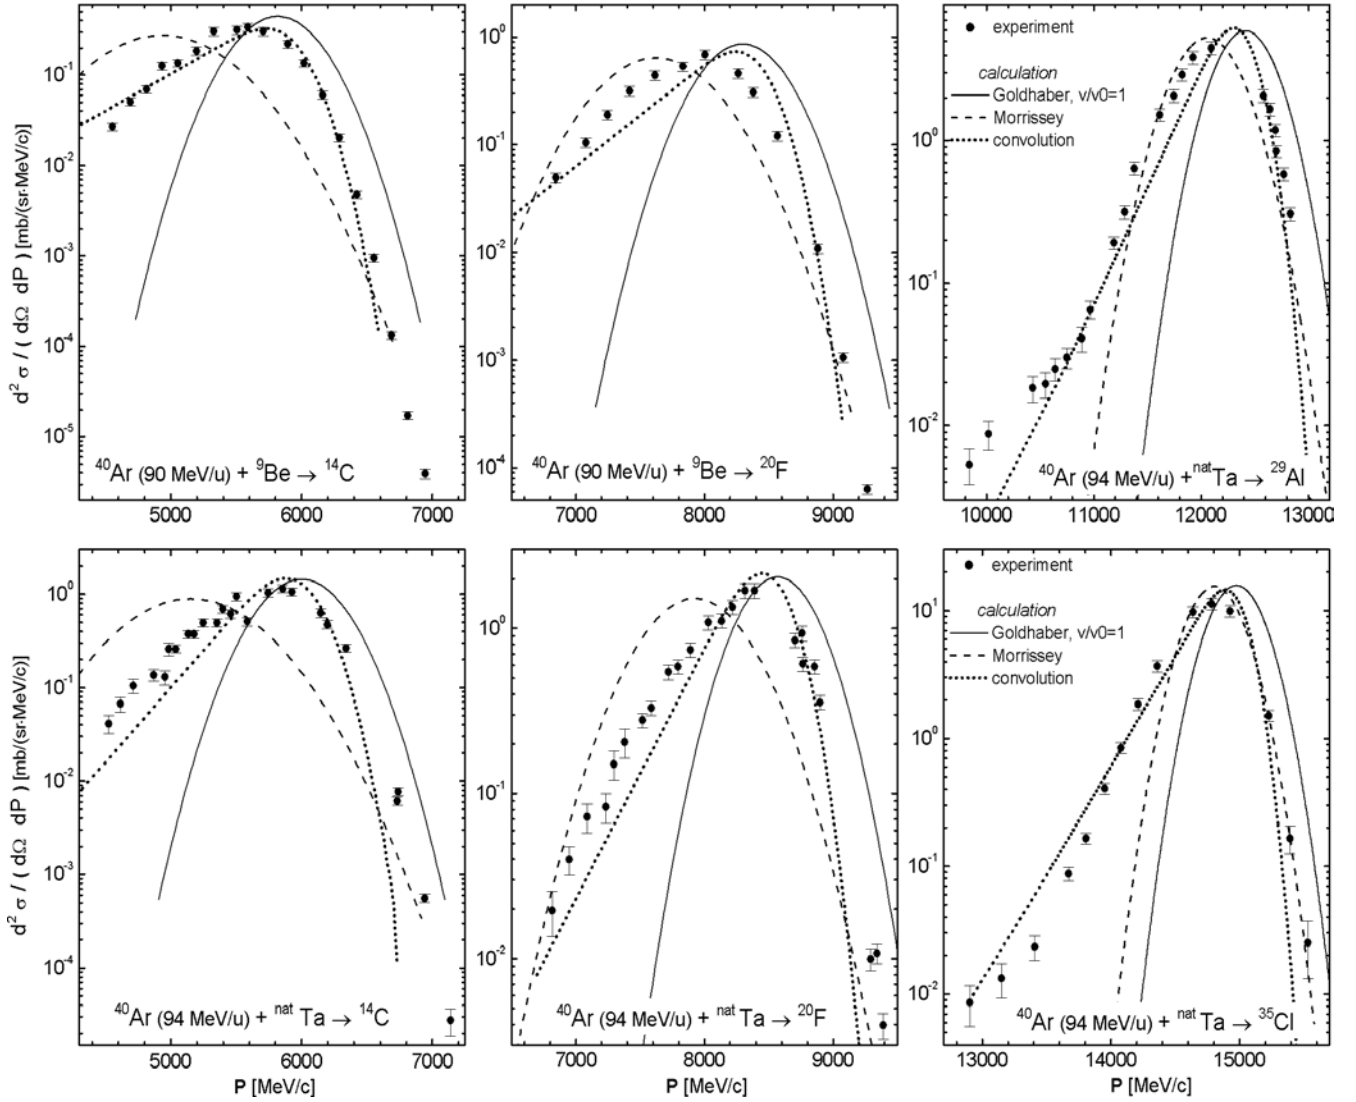 d² σ / ( dΩ dP ) [mb/(sr·MeV/c)]
10⁻¹
10⁻²
10⁻³
10⁻⁴
10⁻⁵
⁴⁰Ar (90 MeV/u) + ⁹Be → ¹⁴C
5000 6000 7000
10⁰
10⁻¹
10⁻²
10⁻³
10⁻⁴
⁴⁰Ar (90 MeV/u) + ⁹Be → ²⁰F
7000 8000 9000
experiment
calculation
Goldhaber, v/v0=1
Morrissey
convolution
10⁰
10⁻¹
10⁻²
⁴⁰Ar (94 MeV/u) + ⁿᵃᵗTa → ²⁹Al
10000 11000 12000 13000
d² σ / ( dΩ dP ) [mb/(sr·MeV/c)]
10⁰
10⁻¹
10⁻²
10⁻³
10⁻⁴
⁴⁰Ar (94 MeV/u) + ⁿᵃᵗ Ta → ¹⁴C
5000 6000 7000
P [MeV/c]
10⁰
10⁻¹
10⁻²
⁴⁰Ar (94 MeV/u) + ⁿᵃᵗ Ta → ²⁰F
7000 8000 9000
P [MeV/c]
experiment
calculation
Goldhaber, v/v0=1
Morrissey
convolution
10¹
10⁰
10⁻¹
10⁻²
⁴⁰Ar (94 MeV/u) + ⁿᵃᵗ Ta → ³⁵Cl
13000 14000 15000
P [MeV/c]